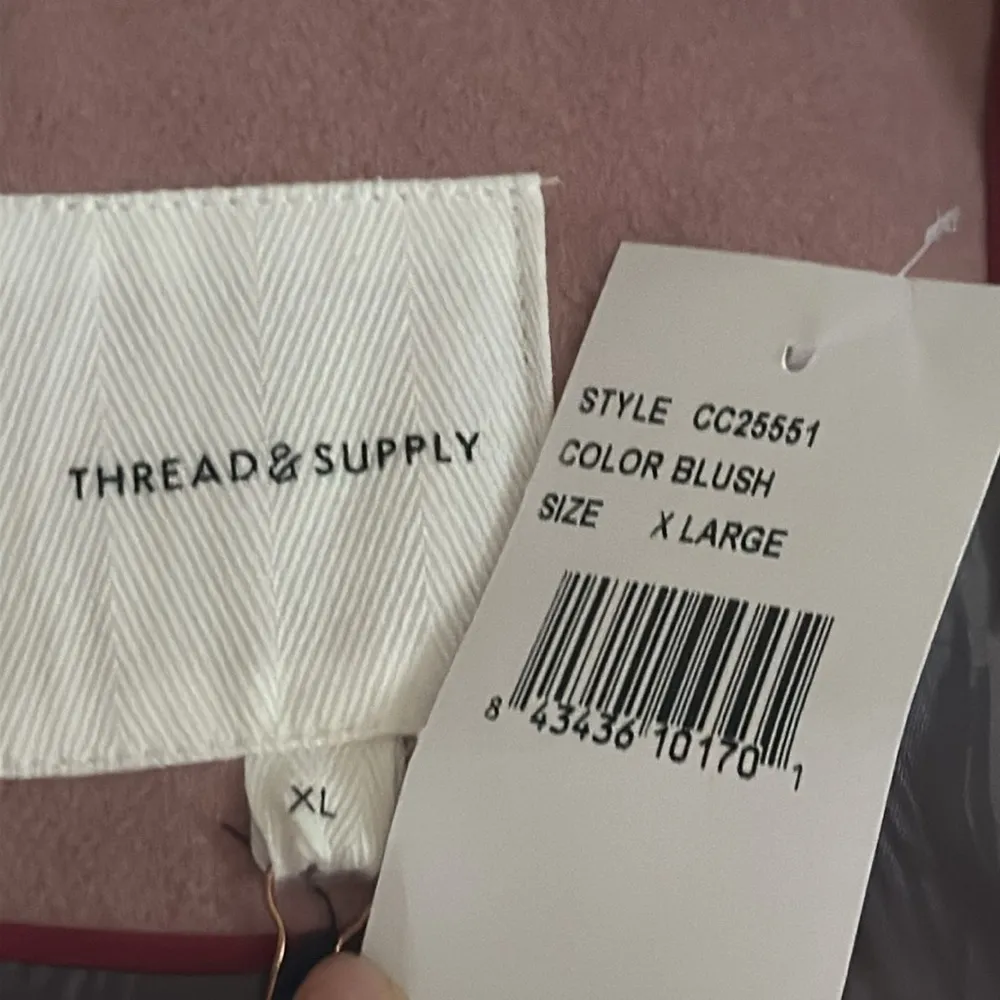 THREAD & SUPPLY
XL
STYLE CC25551
COLOR BLUSH
SIZE X LARGE
8 43436 10170 1